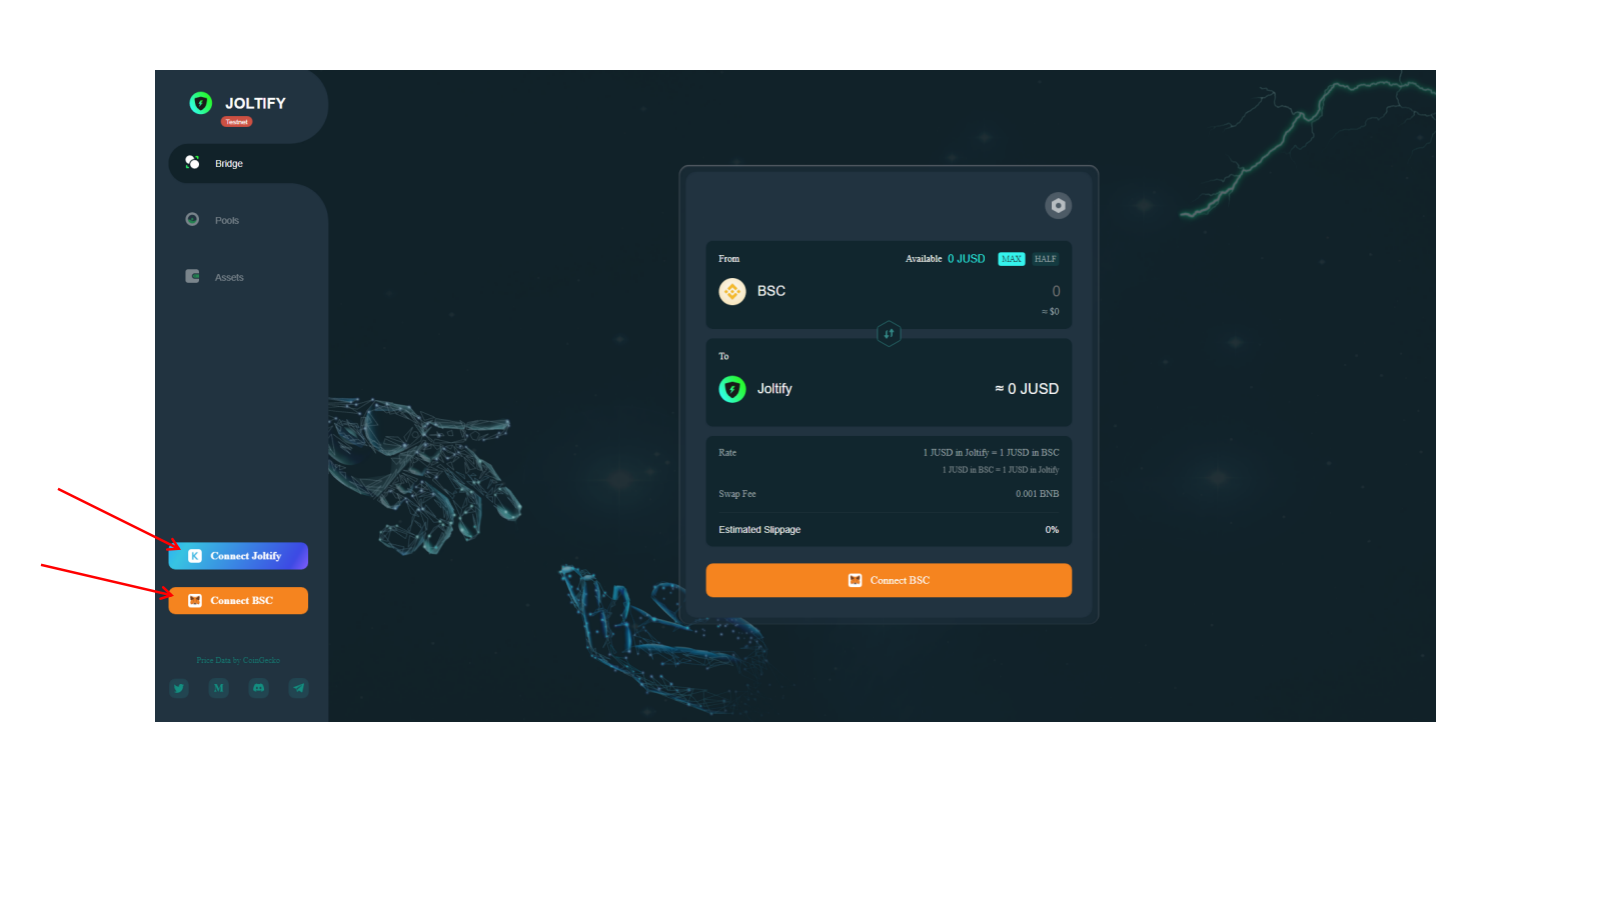 JOLTIFY
Testnet
Bridge
Pools
Assets
Connect Joltify
Connect BSC
Price Data by CoinGecko
From
Available 0 JUSD MAX HALF
BSC 0
≈ $0
To
Joltify ≈ 0 JUSD
Rate 1 JUSD in Joltify = 1 JUSD in BSC
1 JUSD in BSC = 1 JUSD in Joltify
Swap Fee 0.001 BNB
Estimated Slippage 0%
Connect BSC